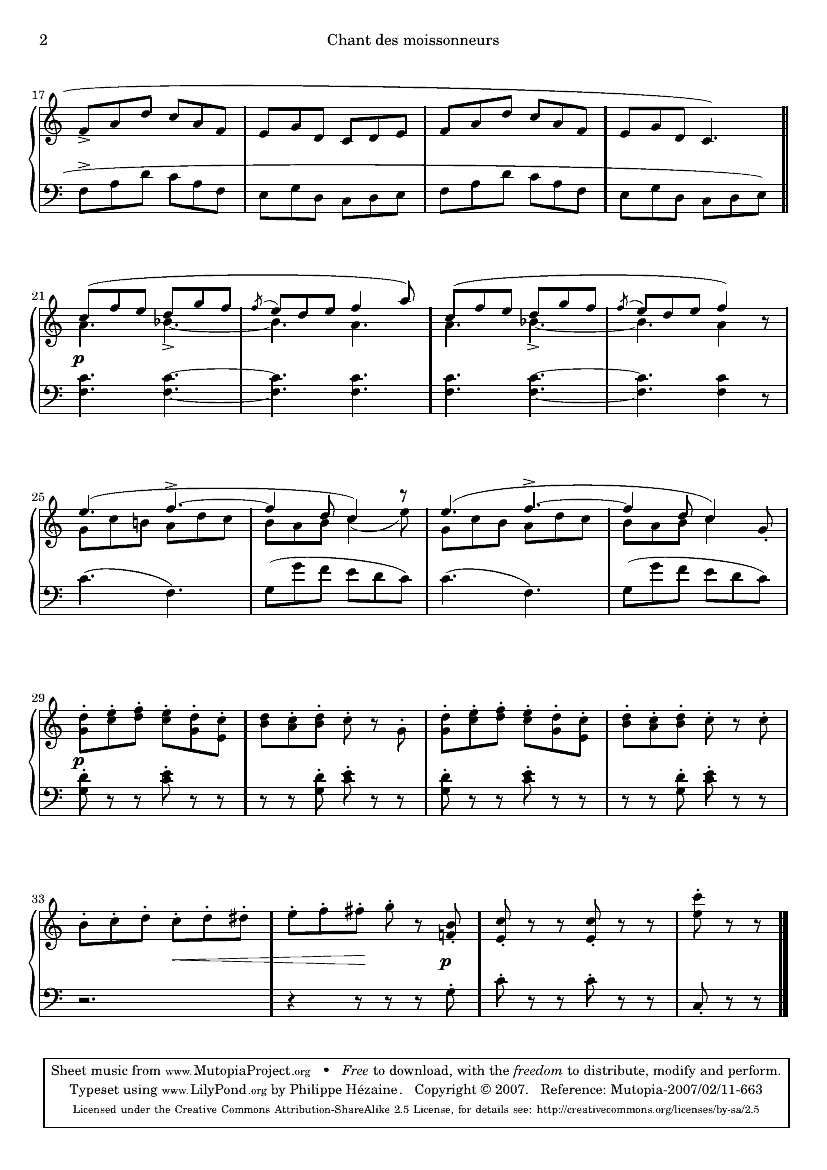 2
Chant des moissonneurs
17
21
p
25
29
p
33
p
Sheet music from www.MutopiaProject.org • Free to download, with the freedom to distribute, modify and perform.
Typeset using www.LilyPond.org by Philippe Hézaine. Copyright © 2007. Reference: Mutopia-2007/02/11-663
Licensed under the Creative Commons Attribution-ShareAlike 2.5 License, for details see: http://creativecommons.org/licenses/by-sa/2.5